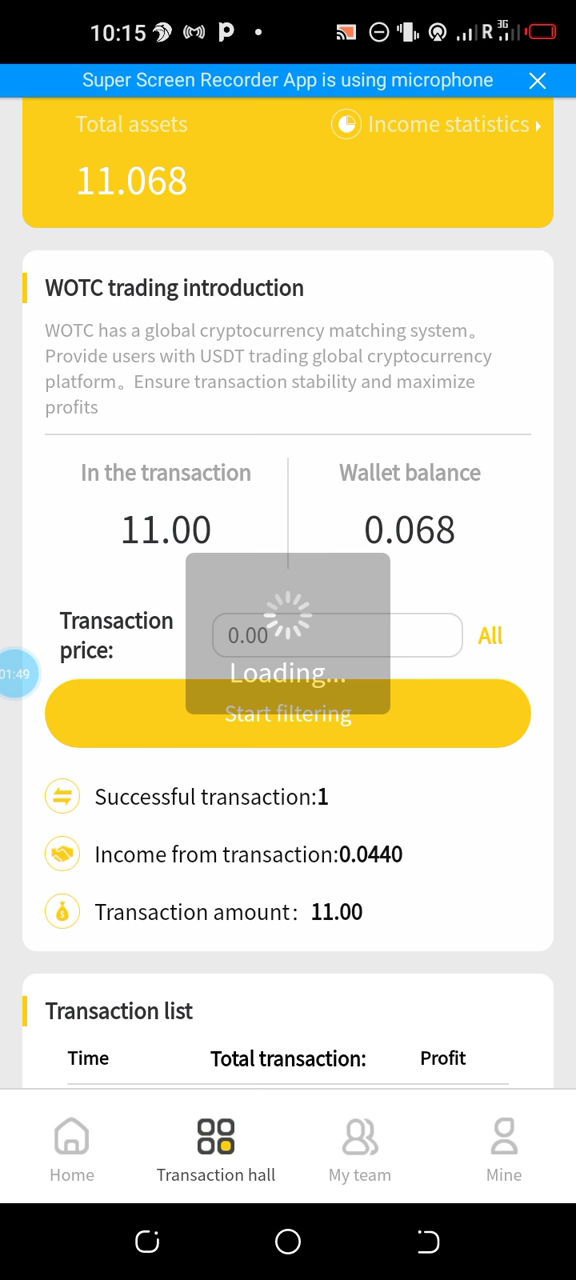 10:15
R 3G
Super Screen Recorder App is using microphone
Total assets
Income statistics
11.068
WOTC trading introduction
WOTC has a global cryptocurrency matching system。
Provide users with USDT trading global cryptocurrency
platform。Ensure transaction stability and maximize
profits
In the transaction
Wallet balance
11.00
0.068
Transaction
price:
0.00
All
Loading...
01:49
Start filtering
Successful transaction:1
Income from transaction:0.0440
Transaction amount：11.00
Transaction list
Time
Total transaction:
Profit
Home
Transaction hall
My team
Mine